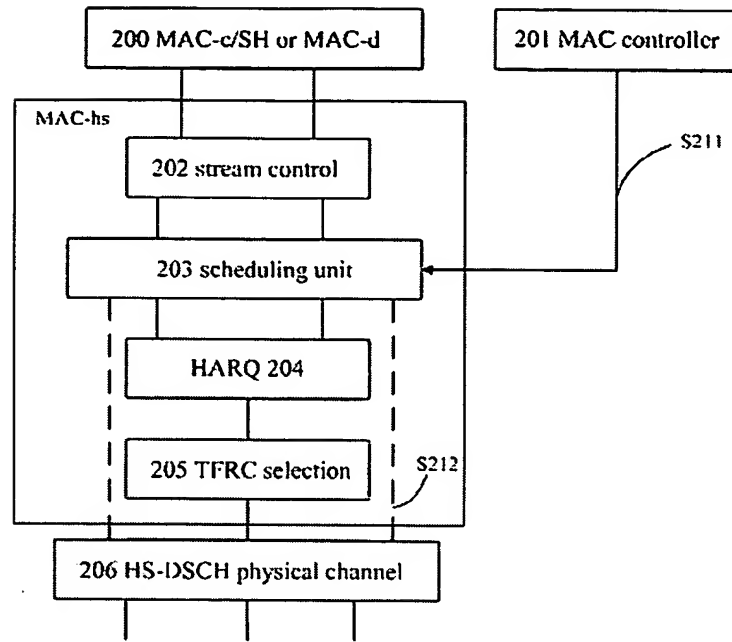 200 MAC-c/SH or MAC-d
201 MAC controller
MAC-hs
S211
202 stream control
203 scheduling unit
HARQ 204
205 TFRC selection
S212
206 HS-DSCH physical channel